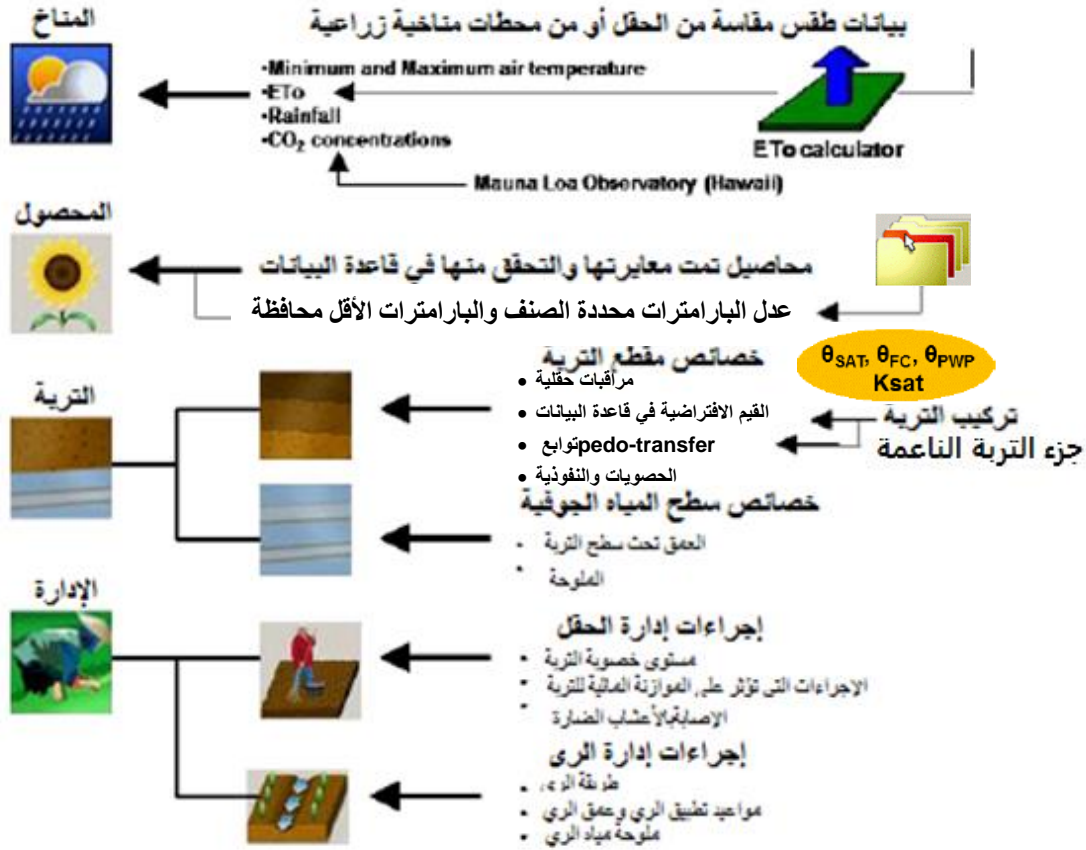 المناخ
بيانات طقس مقاسة من الحقل أو من محطات مناخية زراعية
•Minimum and Maximum air temperature
•ETo
•Rainfall
•CO₂ concentrations
ETo calculator
Mauna Loa Observatory (Hawaii)
المحصول
محاصيل تمت معايرتها والتحقق منها في قاعدة البيانات
عدل البارامترات محددة الصنف والبارامترات الأقل محافظة
التربة
خصائص مقطع التربة
• مراقبات حقلية
• القيم الافتراضية في قاعدة البيانات
• توابع pedo-transfer
• الحصويات والنفوذية
θSAT, θFC, θPWP
Ksat
تركيب التربة
جزء التربة الناعمة
خصائص سطح المياه الجوفية
• العمق تحت سطح التربة
• الملوحة
الإدارة
إجراءات إدارة الحقل
• مستوى خصوبة التربة
• الاجراءات التي تؤثر على الموازنة المائية للتربة
• الإصابة بالأعشاب الضارة
إجراءات إدارة الري
• طريقة الري
• مواعيد تطبيق الري وعمق الري
• ملوحة مياه الري